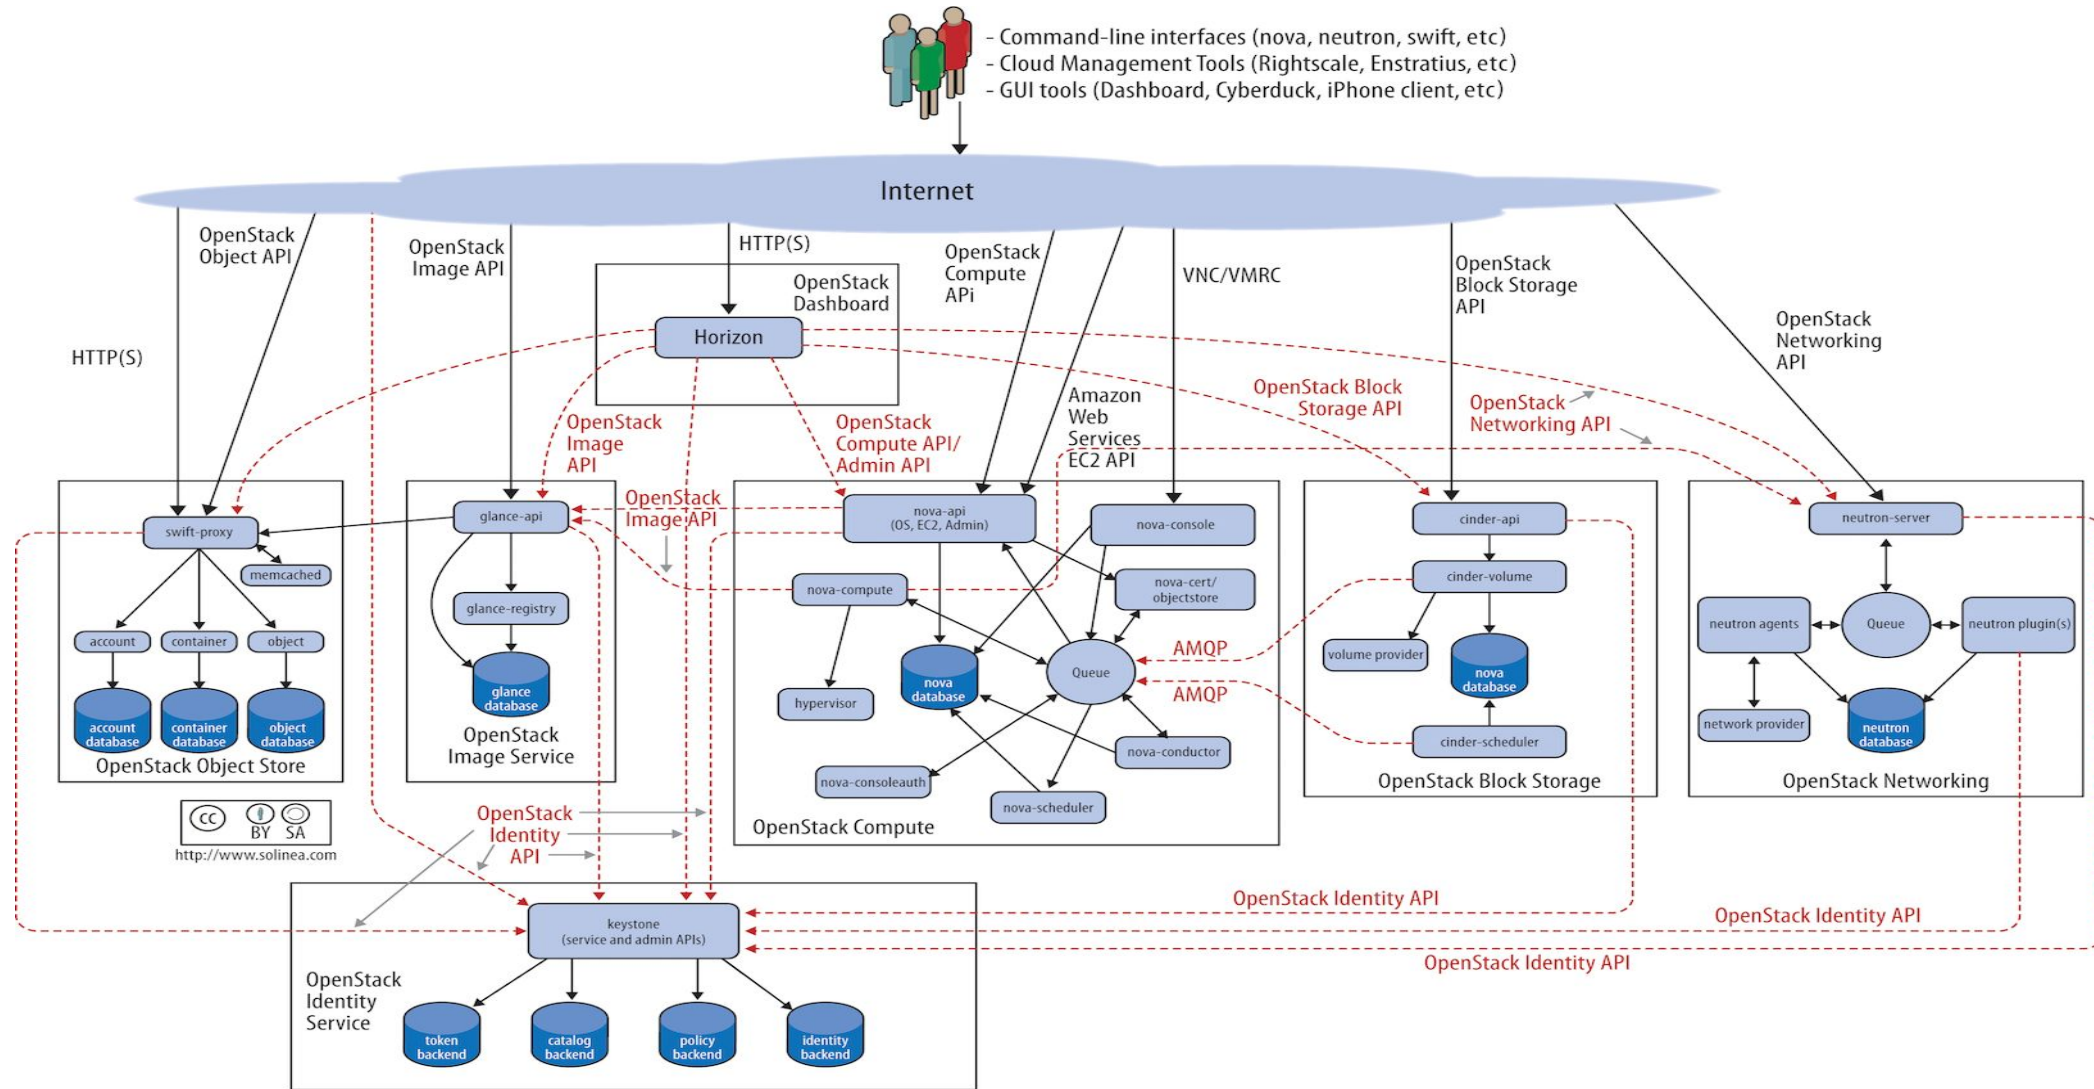 - Command-line interfaces (nova, neutron, swift, etc)
- Cloud Management Tools (Rightscale, Enstratius, etc)
- GUI tools (Dashboard, Cyberduck, iPhone client, etc)
Internet
HTTP(S)
OpenStack
Object API
OpenStack
Image API
HTTP(S)
OpenStack
Compute
APi
Amazon
Web
Services
EC2 API
VNC/VMRC
OpenStack
Block Storage
API
OpenStack
Networking
API
OpenStack
Dashboard
Horizon
OpenStack
Image
API
OpenStack
Compute API/
Admin API
OpenStack Block
Storage API
OpenStack
Networking API
OpenStack
Image API
swift-proxy
memcached
account
container
object
account
database
container
database
object
database
OpenStack Object Store
glance-api
glance-registry
glance
database
OpenStack
Image Service
nova-api
(OS, EC2, Admin)
nova-console
nova-compute
nova-cert/
objectstore
Queue
nova
database
hypervisor
nova-conductor
nova-consoleauth
nova-scheduler
OpenStack Compute
AMQP
AMQP
cinder-api
cinder-volume
volume provider
nova
database
cinder-scheduler
OpenStack Block Storage
neutron-server
neutron agents
Queue
neutron plugin(s)
network provider
neutron
database
OpenStack Networking
CC
BY SA
http://www.solinea.com
OpenStack
Identity
API
OpenStack Identity API
OpenStack Identity API
OpenStack Identity API
keystone
(service and admin APIs)
OpenStack
Identity
Service
token
backend
catalog
backend
policy
backend
identity
backend